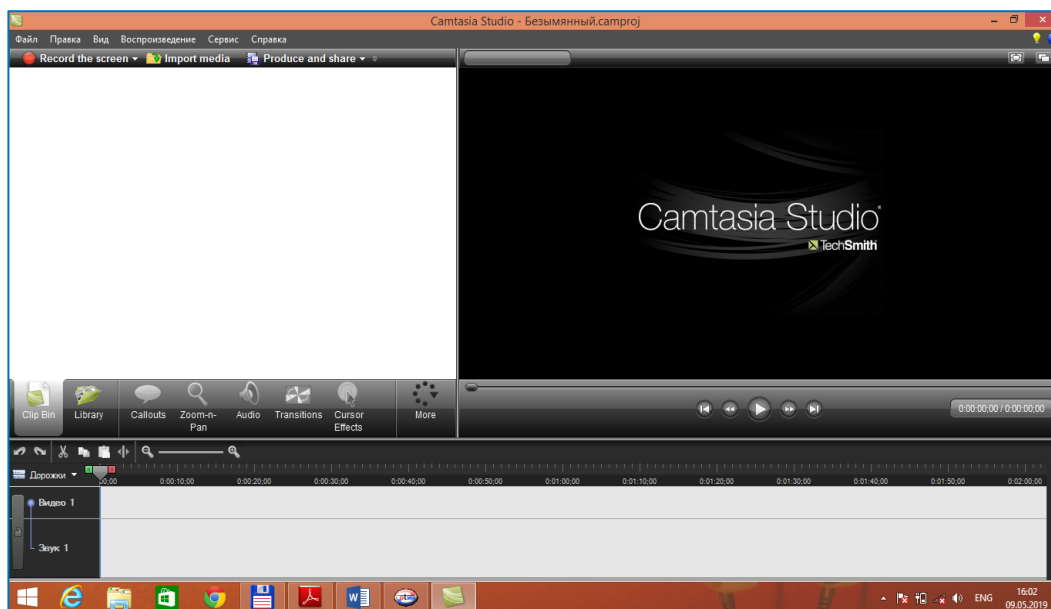 Camtasia Studio - Безымянный.camproj
Файл Правка Вид Воспроизведение Сервис Справка
Record the screen Import media Produce and share
Camtasia Studio®
TechSmith
Clip Bin Library Callouts Zoom-n-Pan Audio Transitions Cursor Effects More
0:00:00;00 / 0:00:00;00
Дорожки
00;00 0:00:10;00 0:00:20;00 0:00:30;00 0:00:40;00 0:00:50;00 0:01:00;00 0:01:10;00 0:01:20;00 0:01:30;00 0:01:40;00 0:01:50;00 0:02:00;00
Видео 1
Звук 1
ENG 16:02
09.05.2019